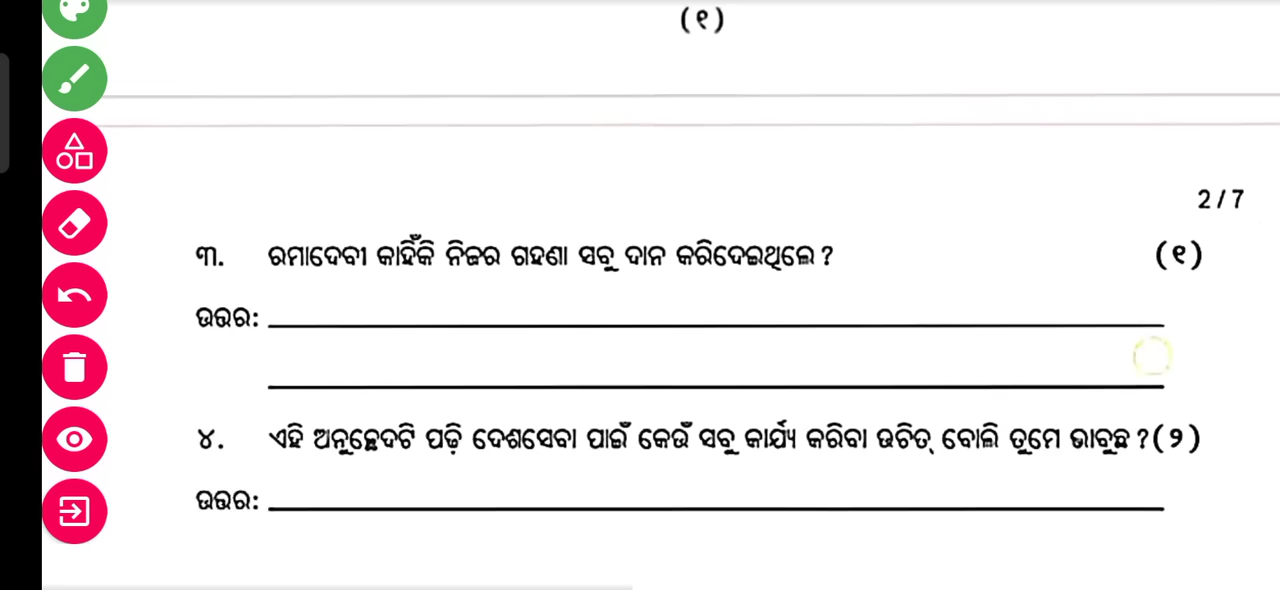 (୧)
2 / 7
୩. ରମାଦେବୀ କାହିଁକି ନିଜର ଗହଣା ସବୁ ଦାନ କରିଦେଇଥିଲେ ? (୧)
ଉତ୍ତର:
୪. ଏହି ଅନୁଚ୍ଛେଦଟି ପଢ଼ି ଦେଶସେବା ପାଇଁ କେଉଁ ସବୁ କାର୍ଯ୍ୟ କରିବା ଉଚିତ୍ ବୋଲି ତୁମେ ଭାବୁଛ ? (୨)
ଉତ୍ତର: